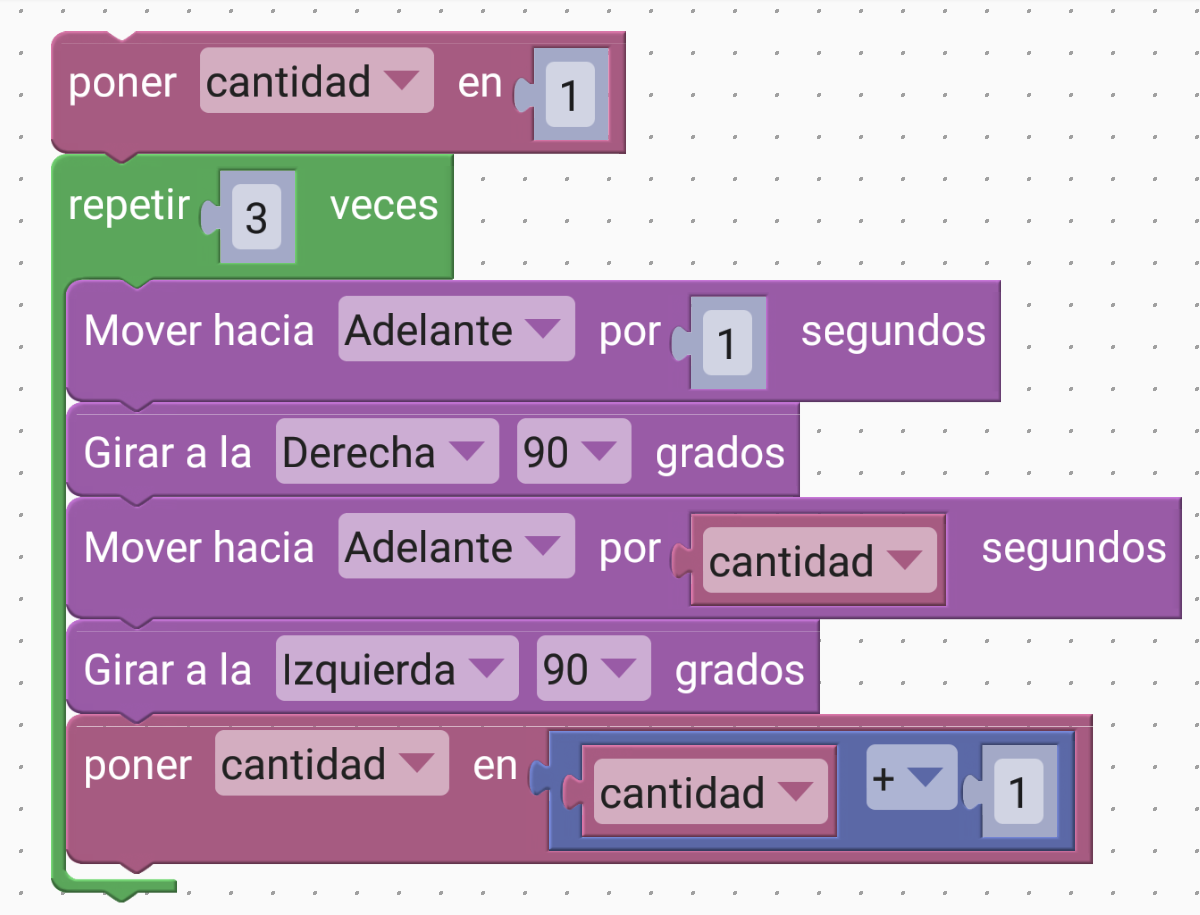 poner cantidad en 1
repetir 3 veces
Mover hacia Adelante por 1 segundos
Girar a la Derecha 90 grados
Mover hacia Adelante por cantidad segundos
Girar a la Izquierda 90 grados
poner cantidad en cantidad + 1